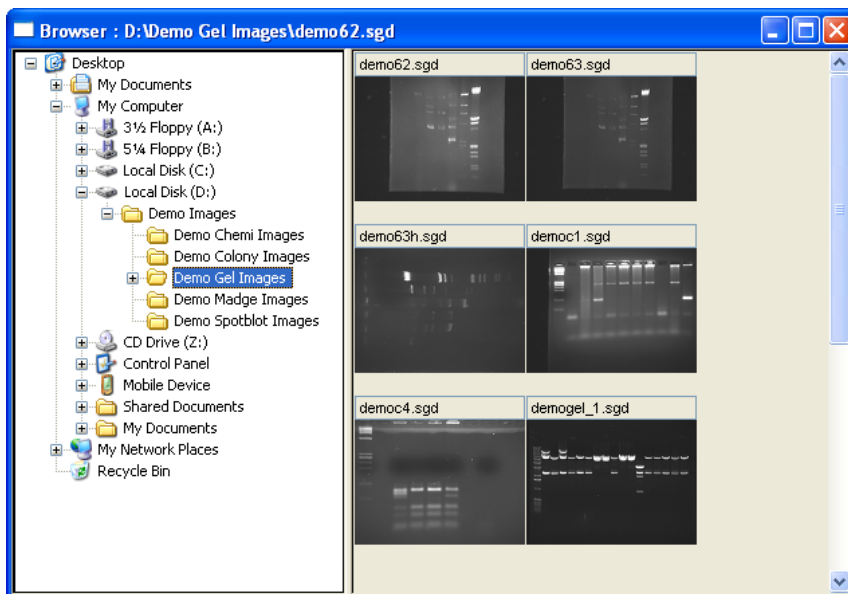 Browser : D:\Demo Gel Images\demo62.sgd
Desktop
My Documents
My Computer
3½ Floppy (A:)
5¼ Floppy (B:)
Local Disk (C:)
Local Disk (D:)
Demo Images
Demo Chemi Images
Demo Colony Images
Demo Gel Images
Demo Madge Images
Demo Spotblot Images
CD Drive (Z:)
Control Panel
Mobile Device
Shared Documents
My Documents
My Network Places
Recycle Bin
demo62.sgd
demo63.sgd
demo63h.sgd
democ1.sgd
democ4.sgd
demogel_1.sgd